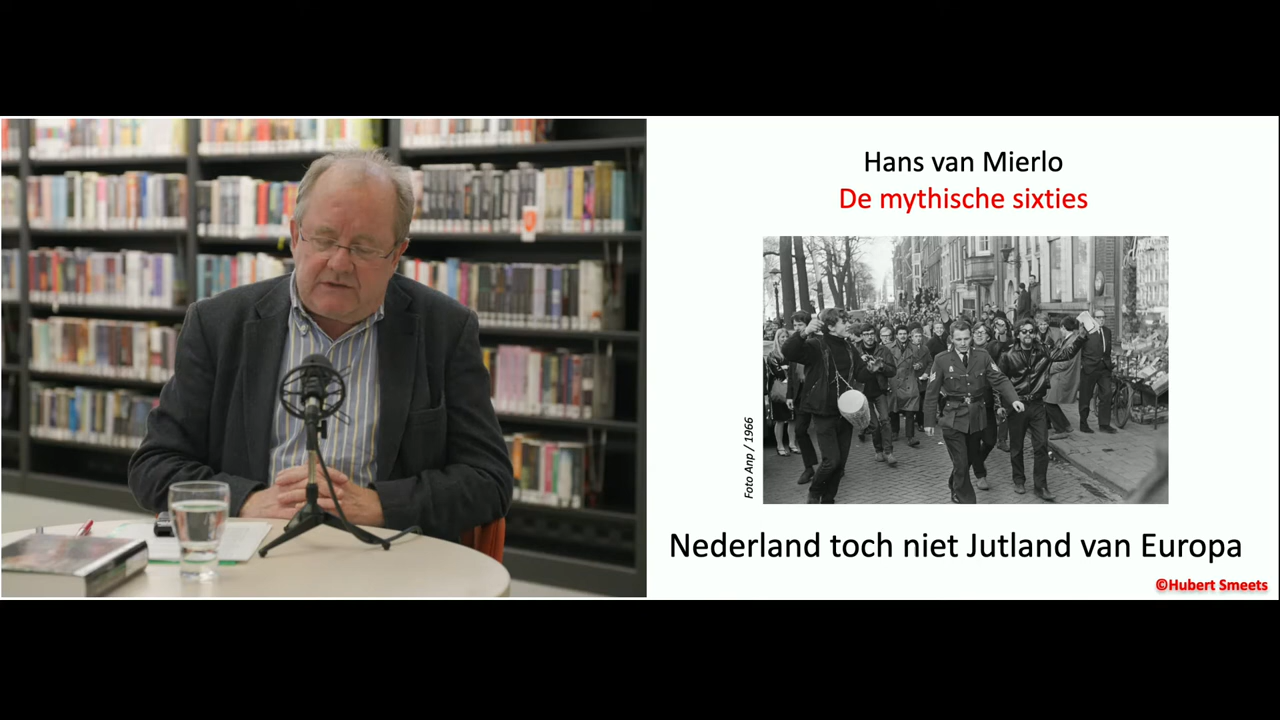 Hans van Mierlo
De mythische sixties
Foto Anp / 1966
Nederland toch niet Jutland van Europa
©Hubert Smeets